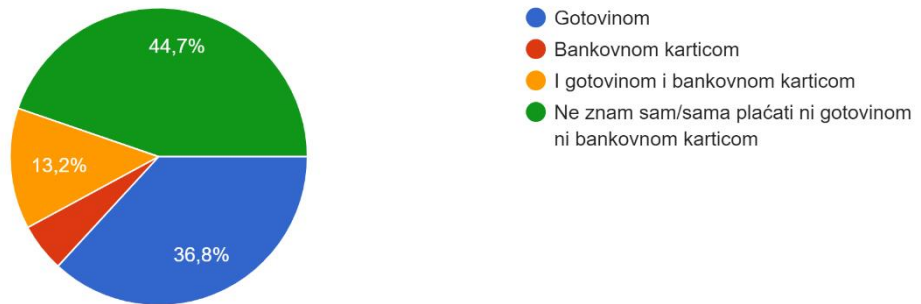 44,7%
13,2%
36,8%
Gotovinom
Bankovnom karticom
I gotovinom i bankovnom karticom
Ne znam sam/sama plaćati ni gotovinom
ni bankovnom karticom